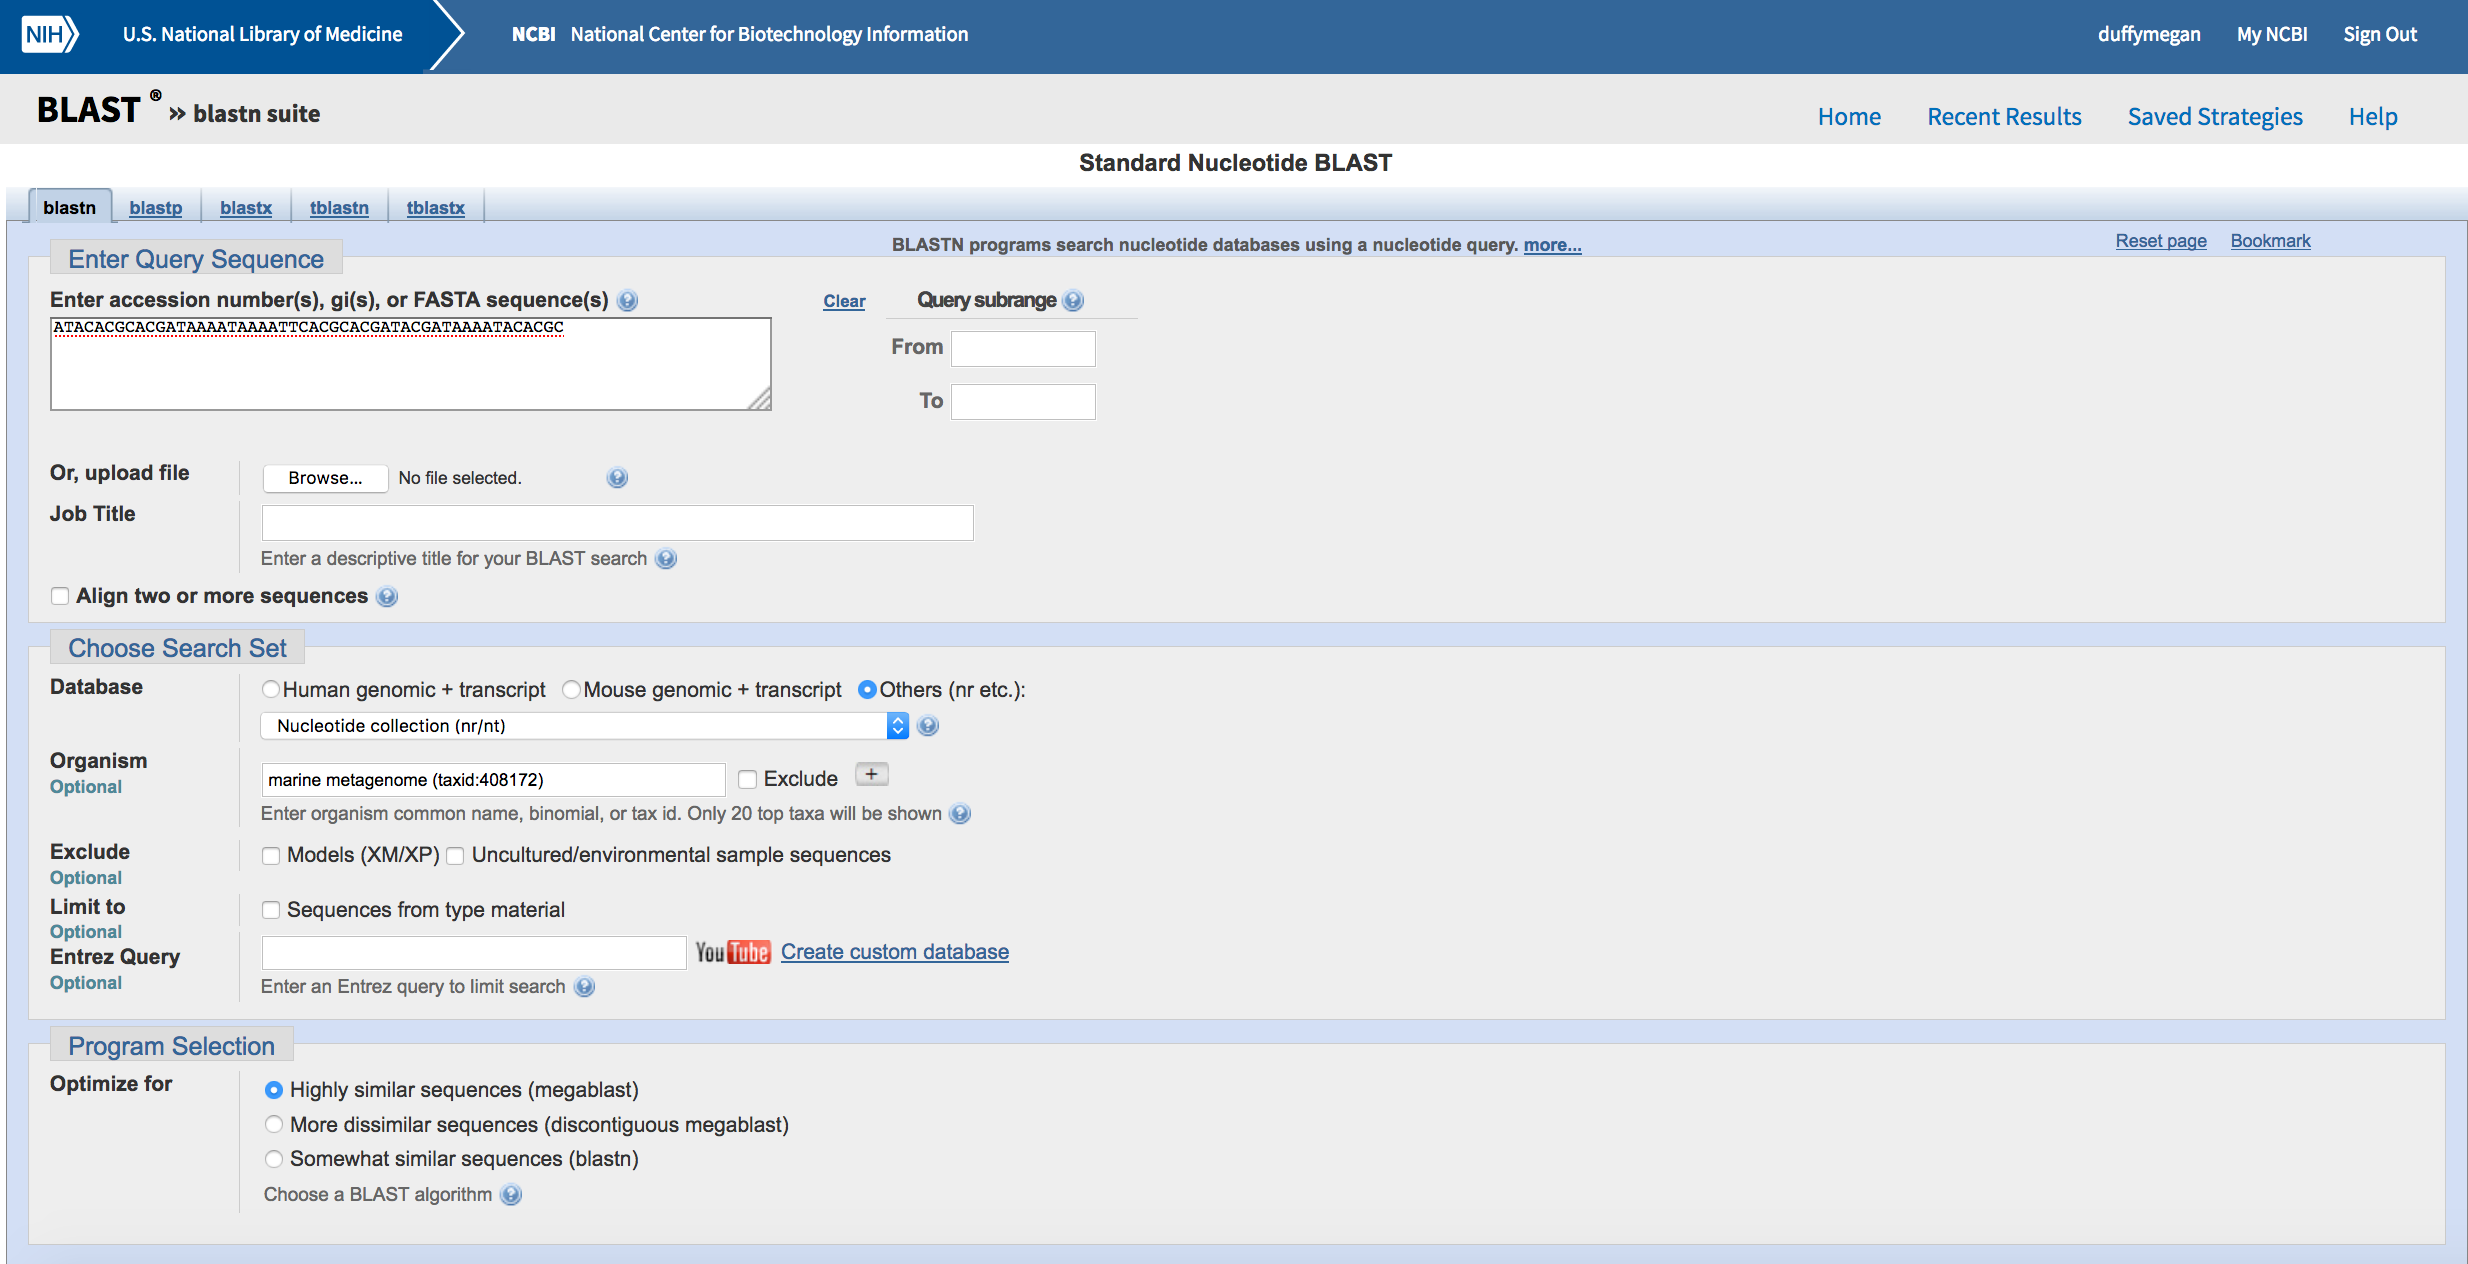 NIH U.S. National Library of Medicine NCBI National Center for Biotechnology Information duffymegan My NCBI Sign Out
BLAST ® » blastn suite Home Recent Results Saved Strategies Help
Standard Nucleotide BLAST
blastn blastp blastx tblastn tblastx
BLASTN programs search nucleotide databases using a nucleotide query. more... Reset page Bookmark
Enter Query Sequence
Enter accession number(s), gi(s), or FASTA sequence(s) Clear Query subrange
ATACACGCACGATAAAATAAAATTCACGCACGATACGATAAAATACACGC
From
To
Or, upload file Browse... No file selected.
Job Title
Enter a descriptive title for your BLAST search
Align two or more sequences
Choose Search Set
Database Human genomic + transcript Mouse genomic + transcript Others (nr etc.):
Nucleotide collection (nr/nt)
Organism
Optional
marine metagenome (taxid:408172) Exclude +
Enter organism common name, binomial, or tax id. Only 20 top taxa will be shown
Exclude
Optional
Models (XM/XP) Uncultured/environmental sample sequences
Limit to
Optional
Sequences from type material
Entrez Query
Optional
YouTube Create custom database
Enter an Entrez query to limit search
Program Selection
Optimize for
Highly similar sequences (megablast)
More dissimilar sequences (discontiguous megablast)
Somewhat similar sequences (blastn)
Choose a BLAST algorithm